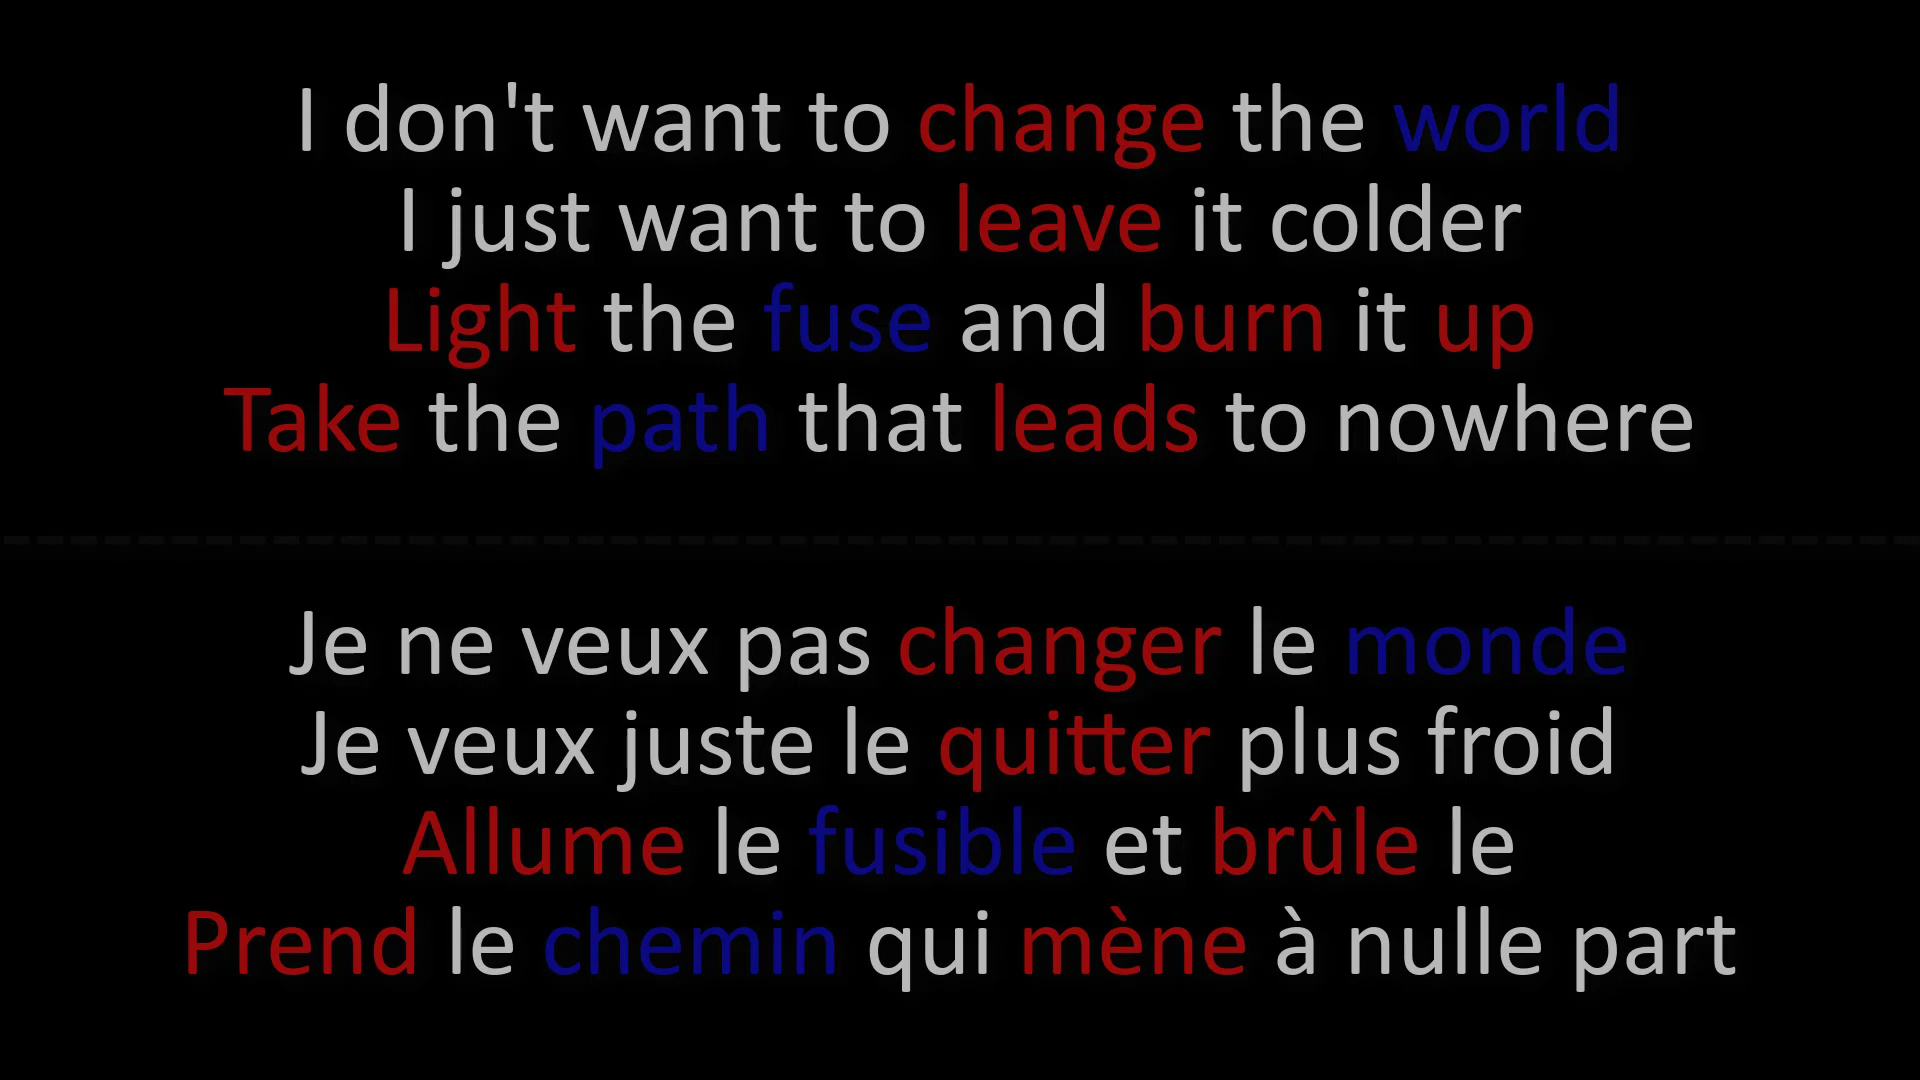 I don't want to change the world
I just want to leave it colder
Light the fuse and burn it up
Take the path that leads to nowhere
Je ne veux pas changer le monde
Je veux juste le quitter plus froid
Allume le fusible et brûle le
Prend le chemin qui mène à nulle part